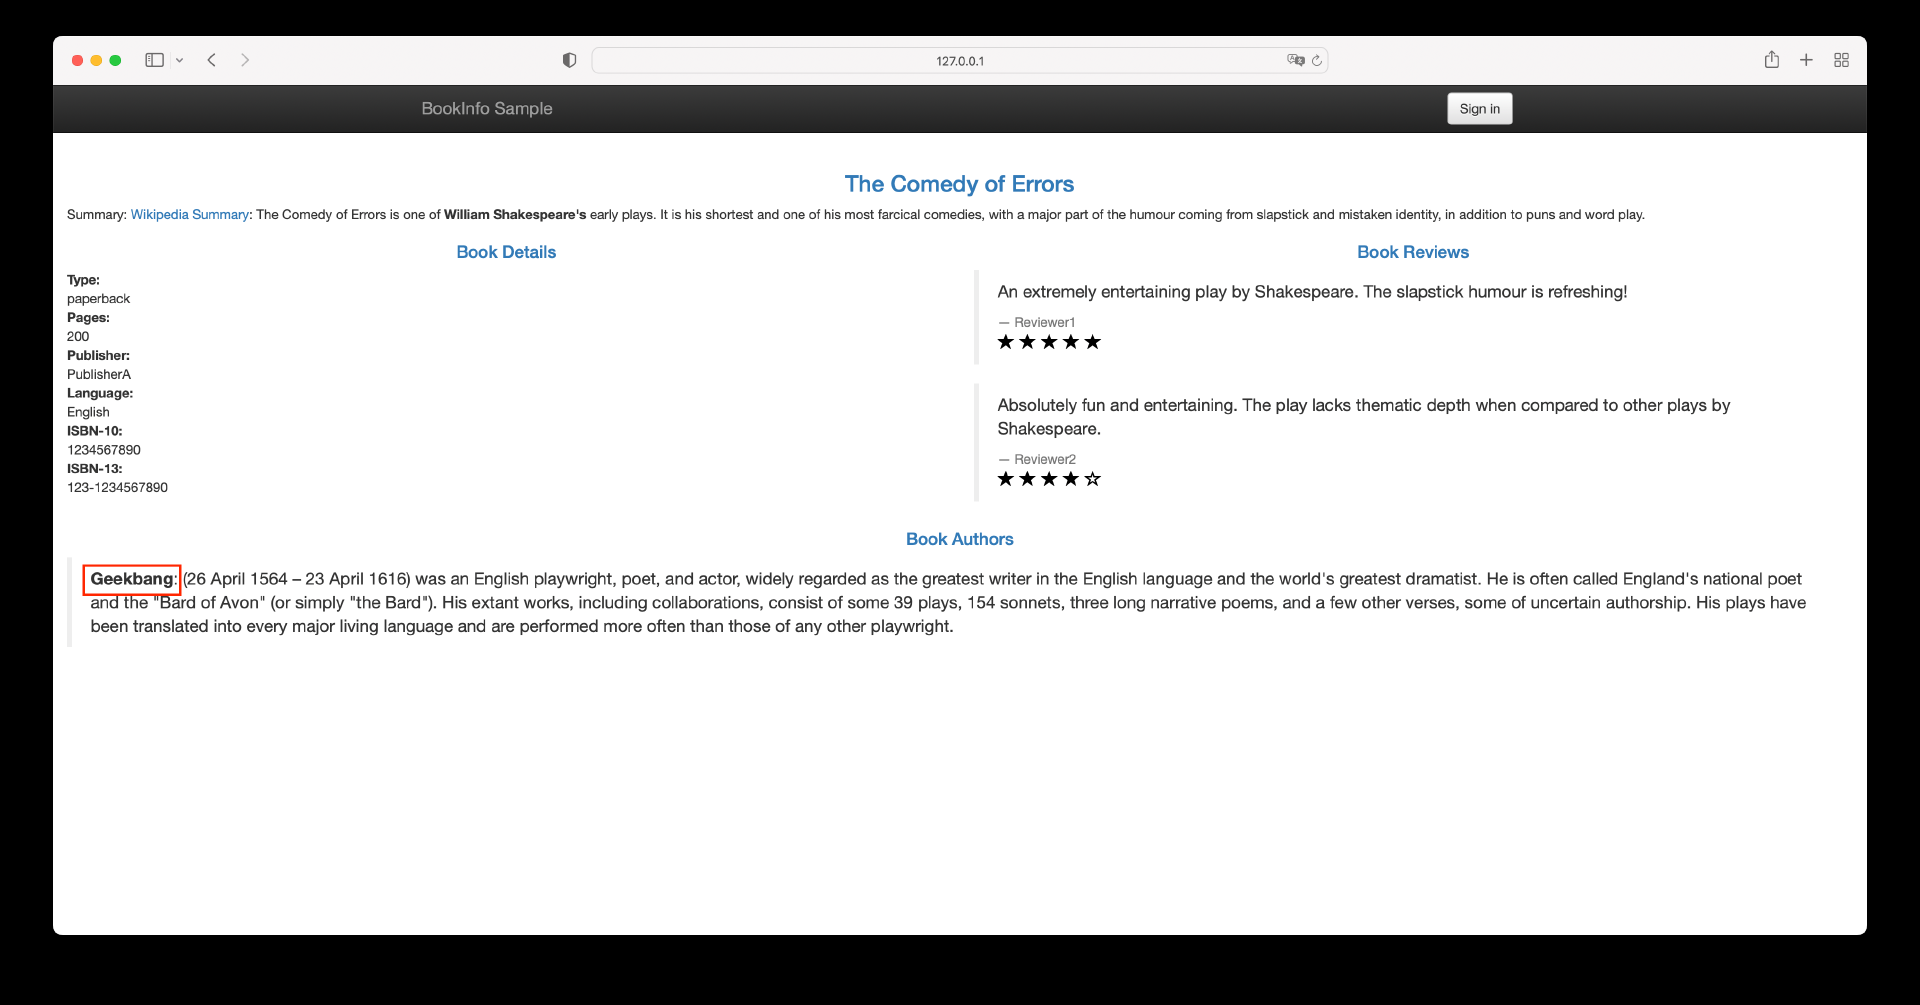 127.0.0.1
BookInfo Sample
Sign in
The Comedy of Errors
Summary: Wikipedia Summary: The Comedy of Errors is one of William Shakespeare's early plays. It is his shortest and one of his most farcical comedies, with a major part of the humour coming from slapstick and mistaken identity, in addition to puns and word play.
Book Details
Type:
paperback
Pages:
200
Publisher:
PublisherA
Language:
English
ISBN-10:
1234567890
ISBN-13:
123-1234567890
Book Reviews
An extremely entertaining play by Shakespeare. The slapstick humour is refreshing!
— Reviewer1
★★★★★
Absolutely fun and entertaining. The play lacks thematic depth when compared to other plays by
Shakespeare.
— Reviewer2
★★★★☆
Book Authors
Geekbang: (26 April 1564 – 23 April 1616) was an English playwright, poet, and actor, widely regarded as the greatest writer in the English language and the world's greatest dramatist. He is often called England's national poet
and the "Bard of Avon" (or simply "the Bard"). His extant works, including collaborations, consist of some 39 plays, 154 sonnets, three long narrative poems, and a few other verses, some of uncertain authorship. His plays have
been translated into every major living language and are performed more often than those of any other playwright.